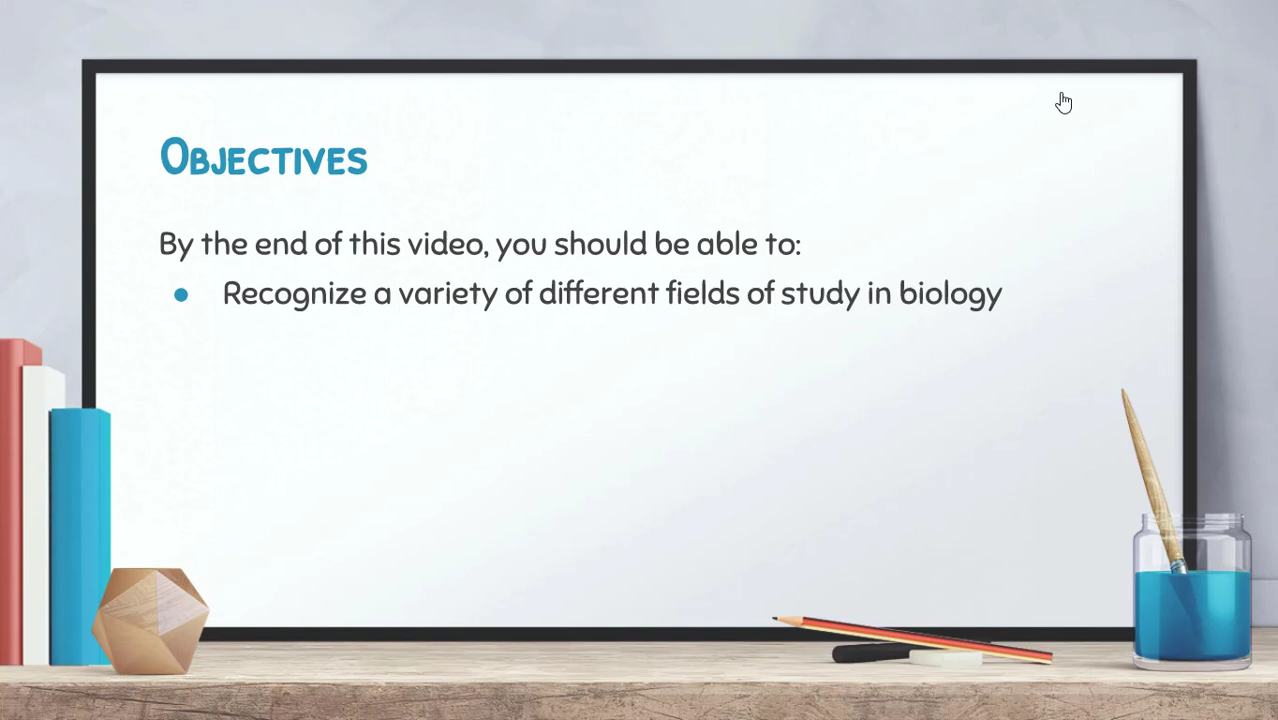 Objectives
By the end of this video, you should be able to:
● Recognize a variety of different fields of study in biology